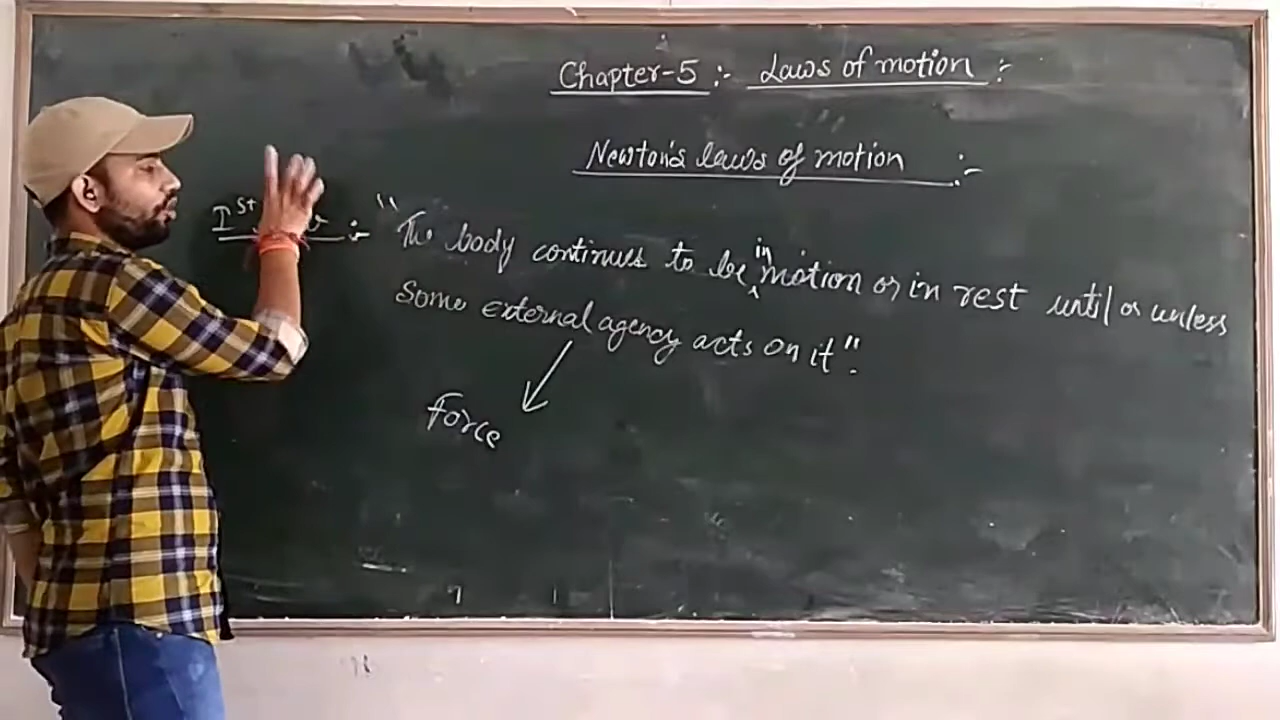 Chapter-5 :- Laws of motion :-
Newton's laws of motion :-
Ist :- "The body continues to be in motion or in rest until or unless
some external agency acts on it".
force